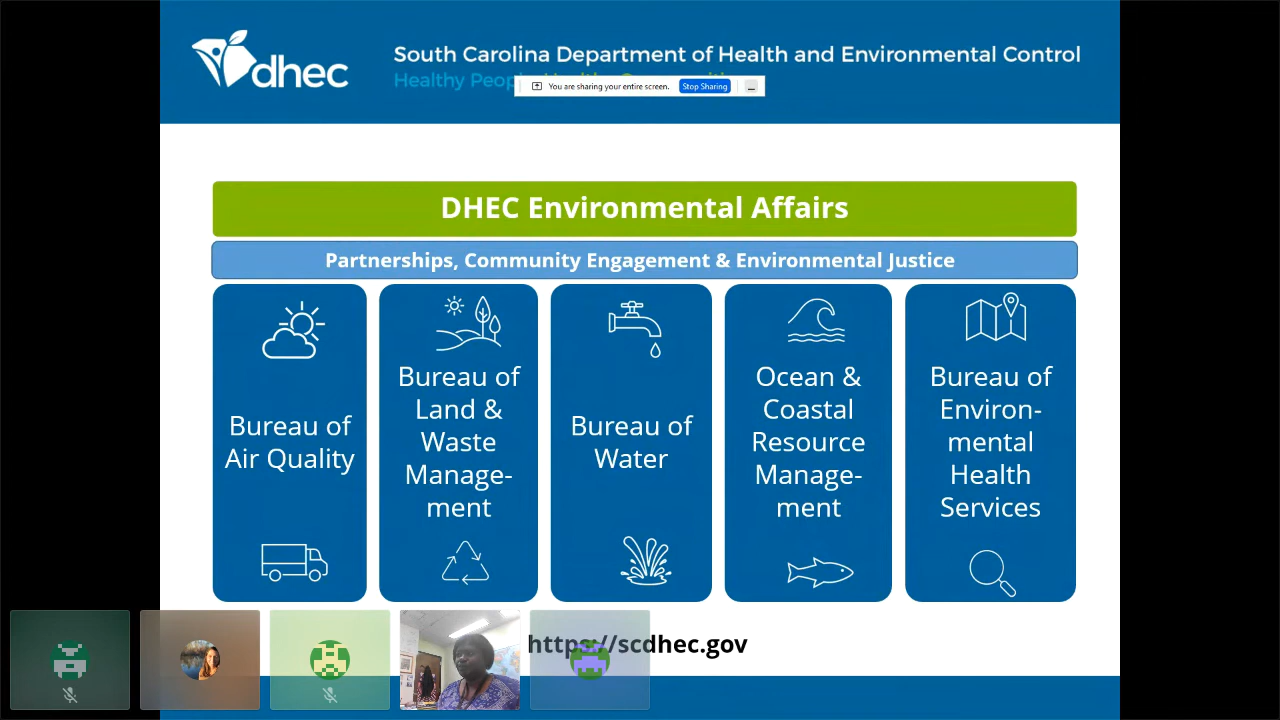 dhec
South Carolina Department of Health and Environmental Control
Healthy People
You are sharing your entire screen.
Stop Sharing
DHEC Environmental Affairs
Partnerships, Community Engagement & Environmental Justice
Bureau of
Air Quality
Bureau of
Land &
Waste
Manage-
ment
Bureau of
Water
Ocean &
Coastal
Resource
Manage-
ment
Bureau of
Environ-
mental
Health
Services
https://scdhec.gov